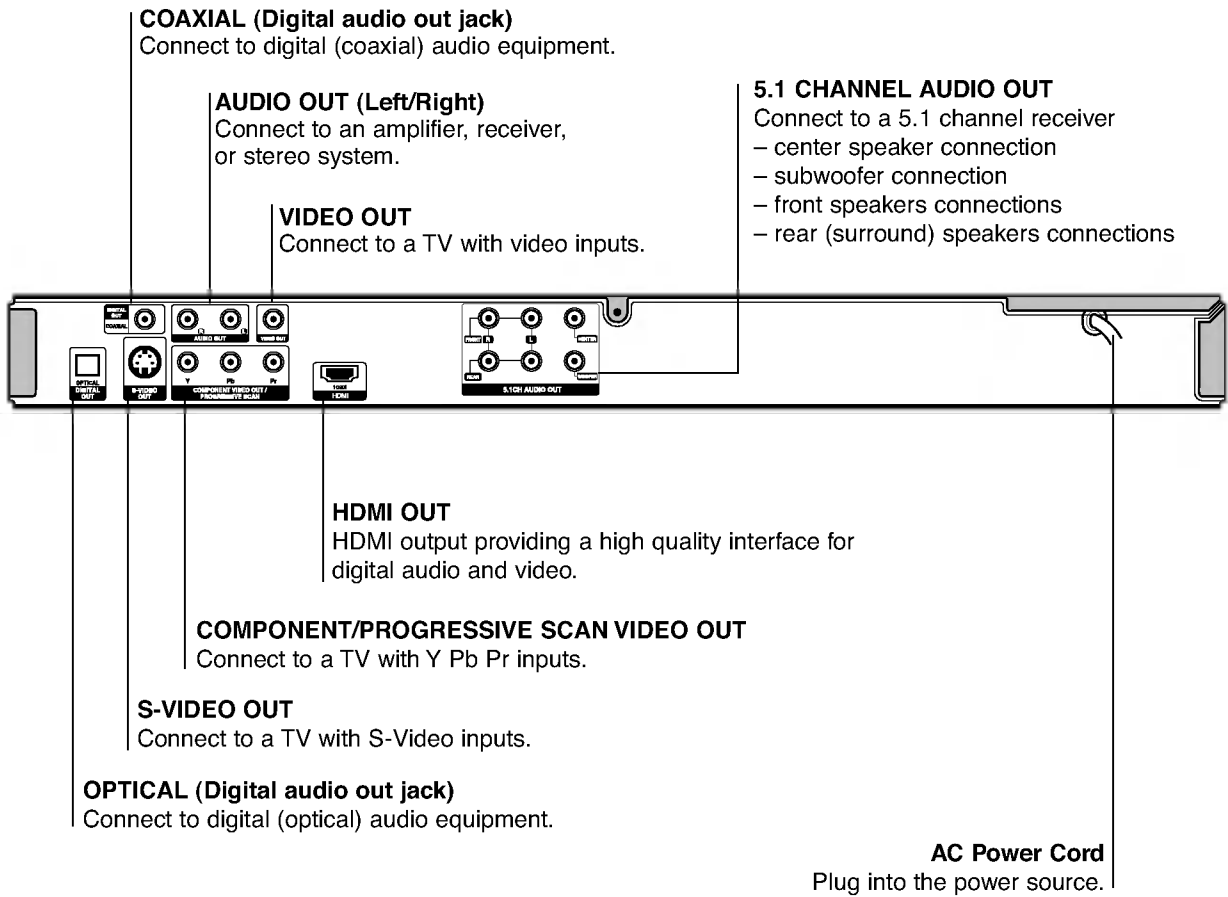 COAXIAL (Digital audio out jack)
Connect to digital (coaxial) audio equipment.
AUDIO OUT (Left/Right)
Connect to an amplifier, receiver,
or stereo system.
VIDEO OUT
Connect to a TV with video inputs.
5.1 CHANNEL AUDIO OUT
Connect to a 5.1 channel receiver
– center speaker connection
– subwoofer connection
– front speakers connections
– rear (surround) speakers connections
DIGITAL
OUT
COAXIAL
R
L
AUDIO OUT
VIDEO OUT
OPTICAL
DIGITAL
OUT
S-VIDEO
OUT
Y
Pb
Pr
COMPONENT VIDEO OUT /
PROGRESSIVE SCAN
HDMI
R
L
5.1CH AUDIO OUT
HDMI OUT
HDMI output providing a high quality interface for
digital audio and video.
COMPONENT/PROGRESSIVE SCAN VIDEO OUT
Connect to a TV with Y Pb Pr inputs.
S-VIDEO OUT
Connect to a TV with S-Video inputs.
OPTICAL (Digital audio out jack)
Connect to digital (optical) audio equipment.
AC Power Cord
Plug into the power source.